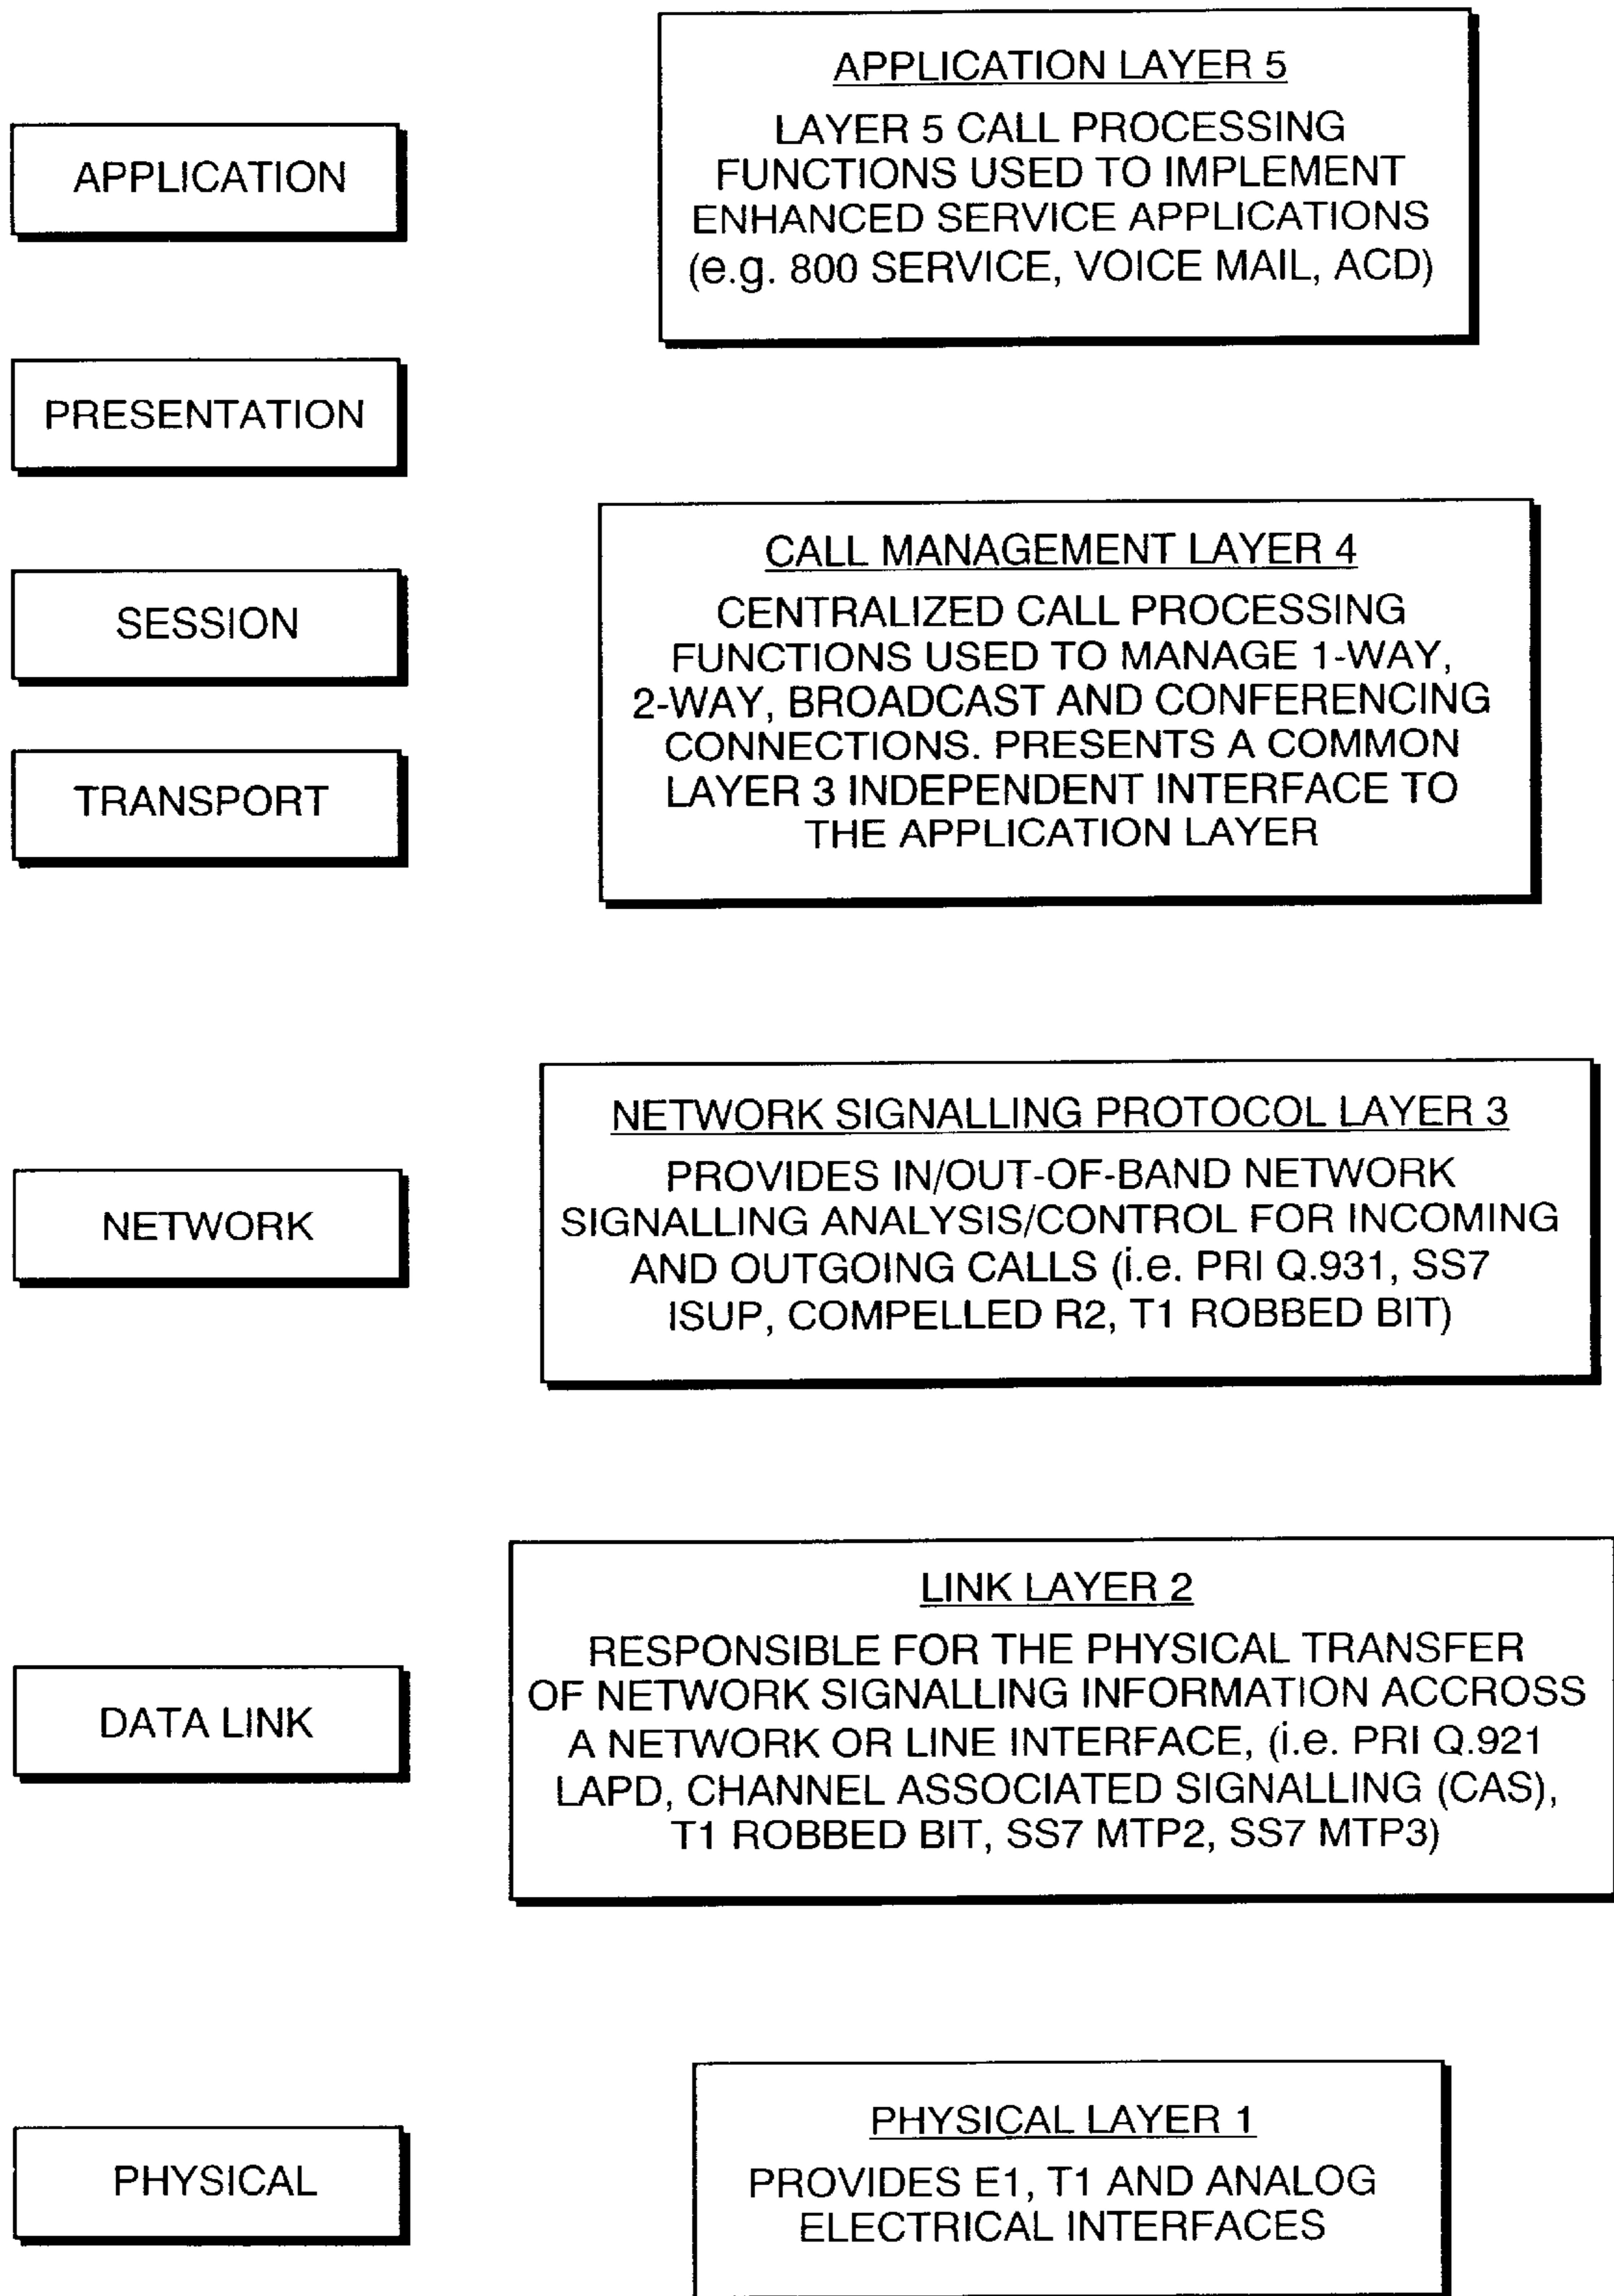 APPLICATION
APPLICATION LAYER 5
LAYER 5 CALL PROCESSING
FUNCTIONS USED TO IMPLEMENT
ENHANCED SERVICE APPLICATIONS
(e.g. 800 SERVICE, VOICE MAIL, ACD)
PRESENTATION
SESSION
TRANSPORT
CALL MANAGEMENT LAYER 4
CENTRALIZED CALL PROCESSING
FUNCTIONS USED TO MANAGE 1-WAY,
2-WAY, BROADCAST AND CONFERENCING
CONNECTIONS. PRESENTS A COMMON
LAYER 3 INDEPENDENT INTERFACE TO
THE APPLICATION LAYER
NETWORK
NETWORK SIGNALLING PROTOCOL LAYER 3
PROVIDES IN/OUT-OF-BAND NETWORK
SIGNALLING ANALYSIS/CONTROL FOR INCOMING
AND OUTGOING CALLS (i.e. PRI Q.931, SS7
ISUP, COMPELLED R2, T1 ROBBED BIT)
DATA LINK
LINK LAYER 2
RESPONSIBLE FOR THE PHYSICAL TRANSFER
OF NETWORK SIGNALLING INFORMATION ACCROSS
A NETWORK OR LINE INTERFACE, (i.e. PRI Q.921
LAPD, CHANNEL ASSOCIATED SIGNALLING (CAS),
T1 ROBBED BIT, SS7 MTP2, SS7 MTP3)
PHYSICAL
PHYSICAL LAYER 1
PROVIDES E1, T1 AND ANALOG
ELECTRICAL INTERFACES